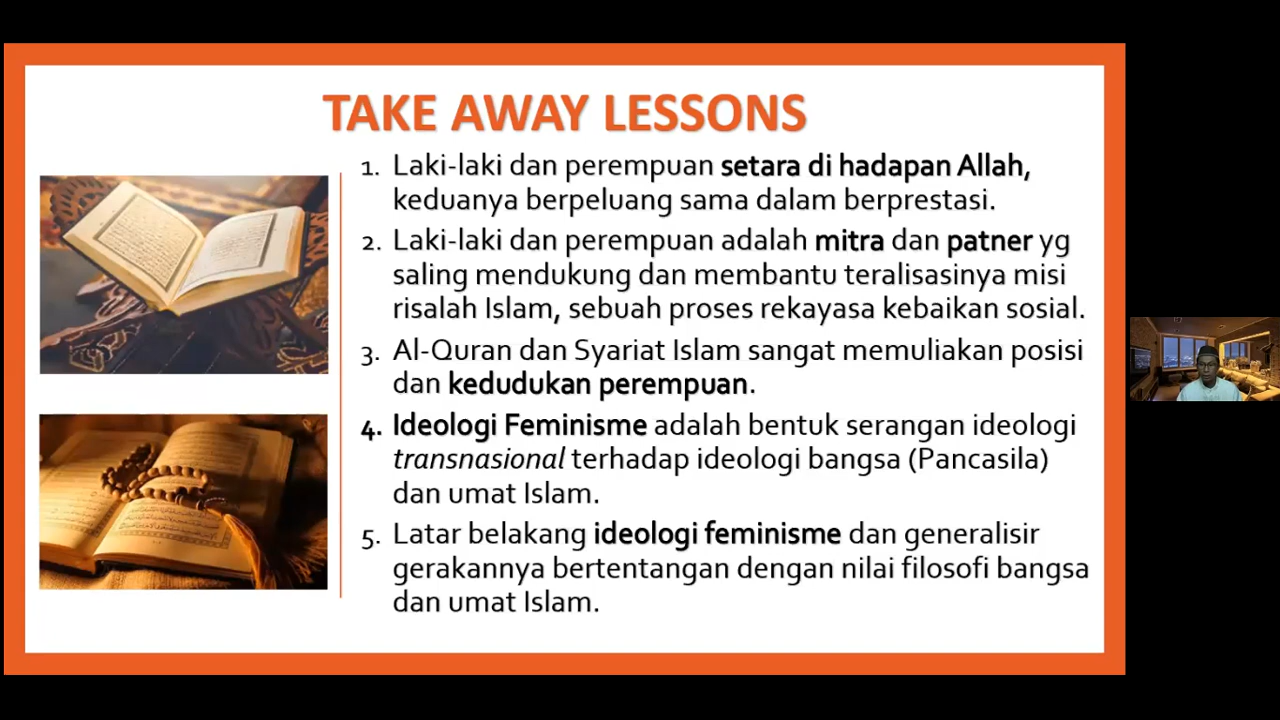 TAKE AWAY LESSONS
1. Laki-laki dan perempuan setara di hadapan Allah,
keduanya berpeluang sama dalam berprestasi.
2. Laki-laki dan perempuan adalah mitra dan patner yg
saling mendukung dan membantu teralisasinya misi
risalah Islam, sebuah proses rekayasa kebaikan sosial.
3. Al-Quran dan Syariat Islam sangat memuliakan posisi
dan kedudukan perempuan.
4. Ideologi Feminisme adalah bentuk serangan ideologi
transnasional terhadap ideologi bangsa (Pancasila)
dan umat Islam.
5. Latar belakang ideologi feminisme dan generalisir
gerakannya bertentangan dengan nilai filosofi bangsa
dan umat Islam.